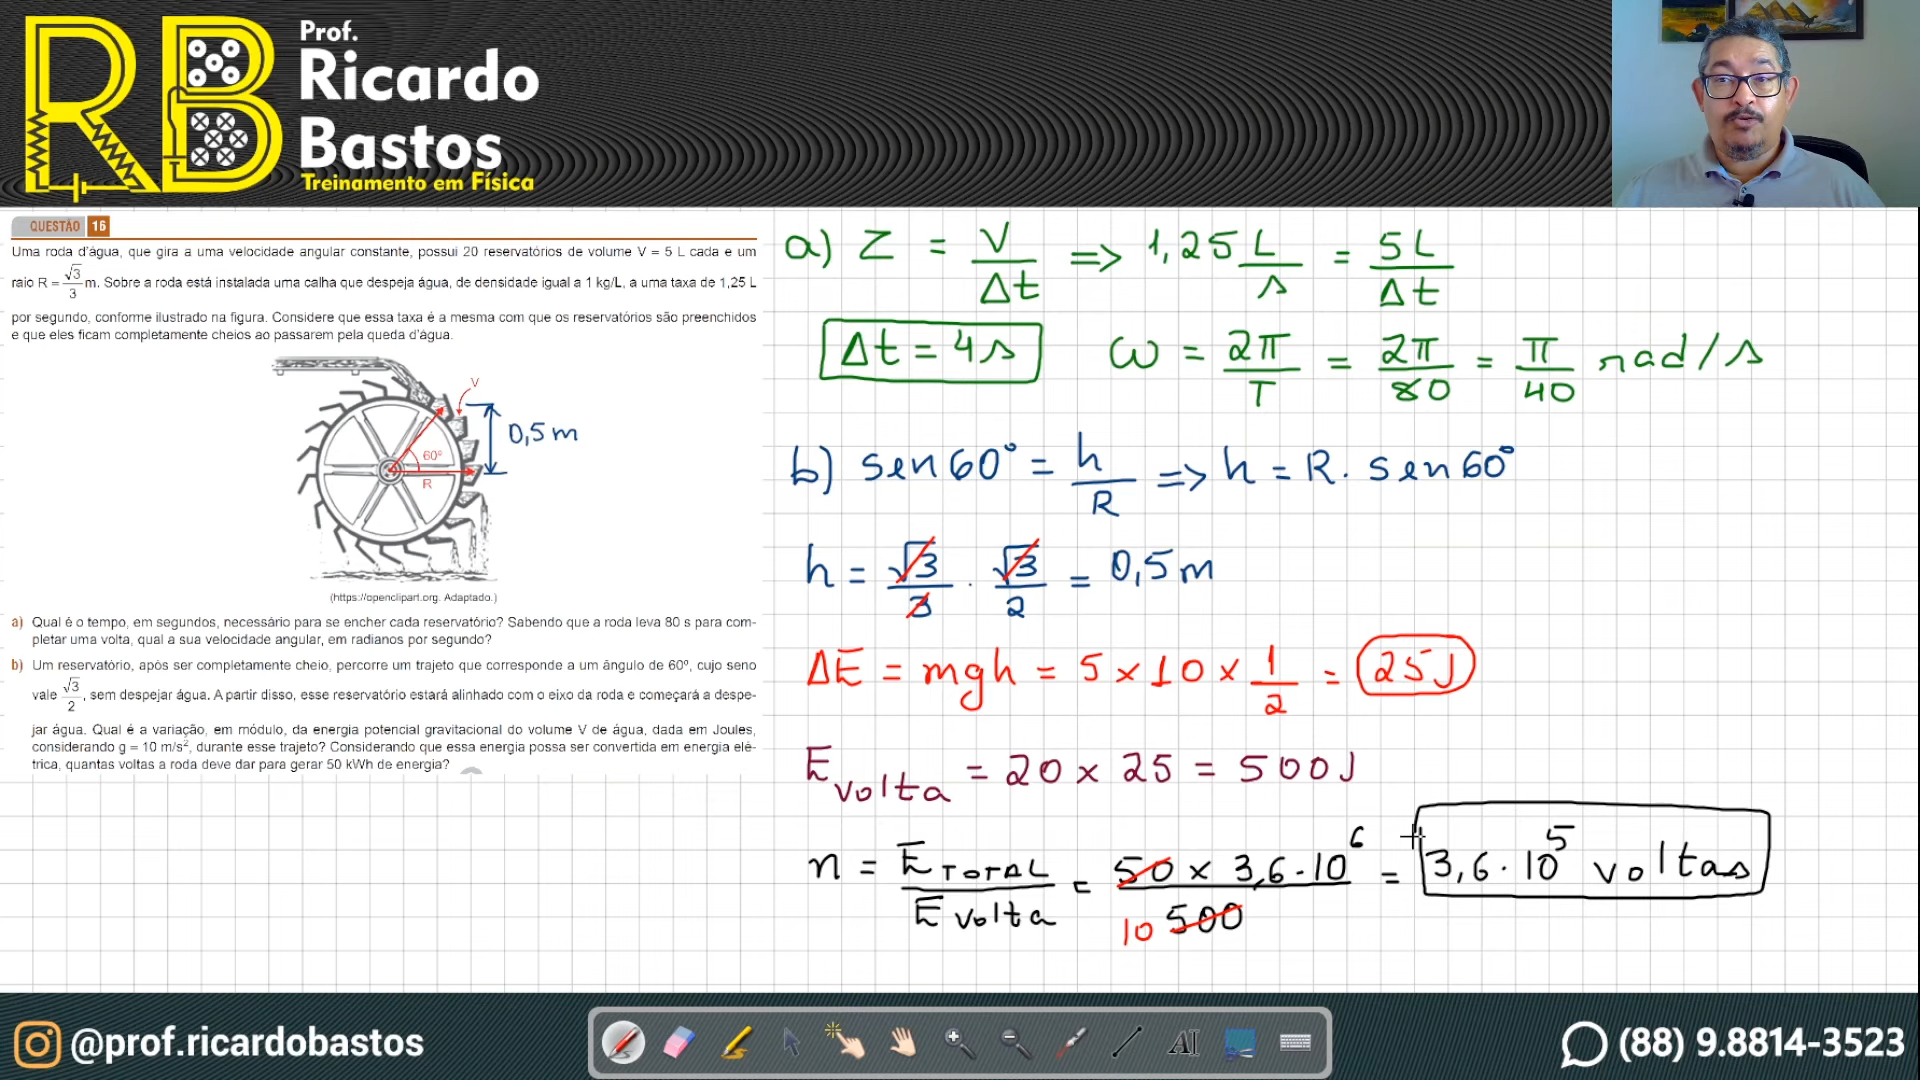 RB
Prof.
Ricardo
Bastos
Treinamento em Física
QUESTÃO 16
Uma roda d'água, que gira a uma velocidade angular constante, possui 20 reservatórios de volume V = 5 L cada e um
raio R = √3/3 m. Sobre a roda está instalada uma calha que despeja água, de densidade igual a 1 kg/L, a uma taxa de 1,25 L
por segundo, conforme ilustrado na figura. Considere que essa taxa é a mesma com que os reservatórios são preenchidos
e que eles ficam completamente cheios ao passarem pela queda d'água.
V
0,5 m
60º
R
(https://openclipart.org. Adaptado.)
a) Qual é o tempo, em segundos, necessário para se encher cada reservatório? Sabendo que a roda leva 80 s para com-
pletar uma volta, qual a sua velocidade angular, em radianos por segundo?
b) Um reservatório, após ser completamente cheio, percorre um trajeto que corresponde a um ângulo de 60º, cujo seno
vale √3/2, sem despejar água. A partir disso, esse reservatório estará alinhado com o eixo da roda e começará a despe-
jar água. Qual é a variação, em módulo, da energia potencial gravitacional do volume V de água, dada em Joules,
considerando g = 10 m/s², durante esse trajeto? Considerando que essa energia possa ser convertida em energia elé-
trica, quantas voltas a roda deve dar para gerar 50 kWh de energia?
a) Z = V/Δt => 1,25 L/s = 5L/Δt
Δt = 4s ω = 2π/T = 2π/80 = π/40 rad/s
b) sen 60° = h/R => h = R. sen 60°
h = √3/3 . √3/2 = 0,5 m
ΔE = mgh = 5 x 10 x 1/2 = 25J
E volta = 20 x 25 = 500J
n = E TOTAL/E volta = 50 x 3,6 . 10⁶/500 = 3,6 . 10⁵ voltas
10
@prof.ricardobastos
AI
(88) 9.8814-3523